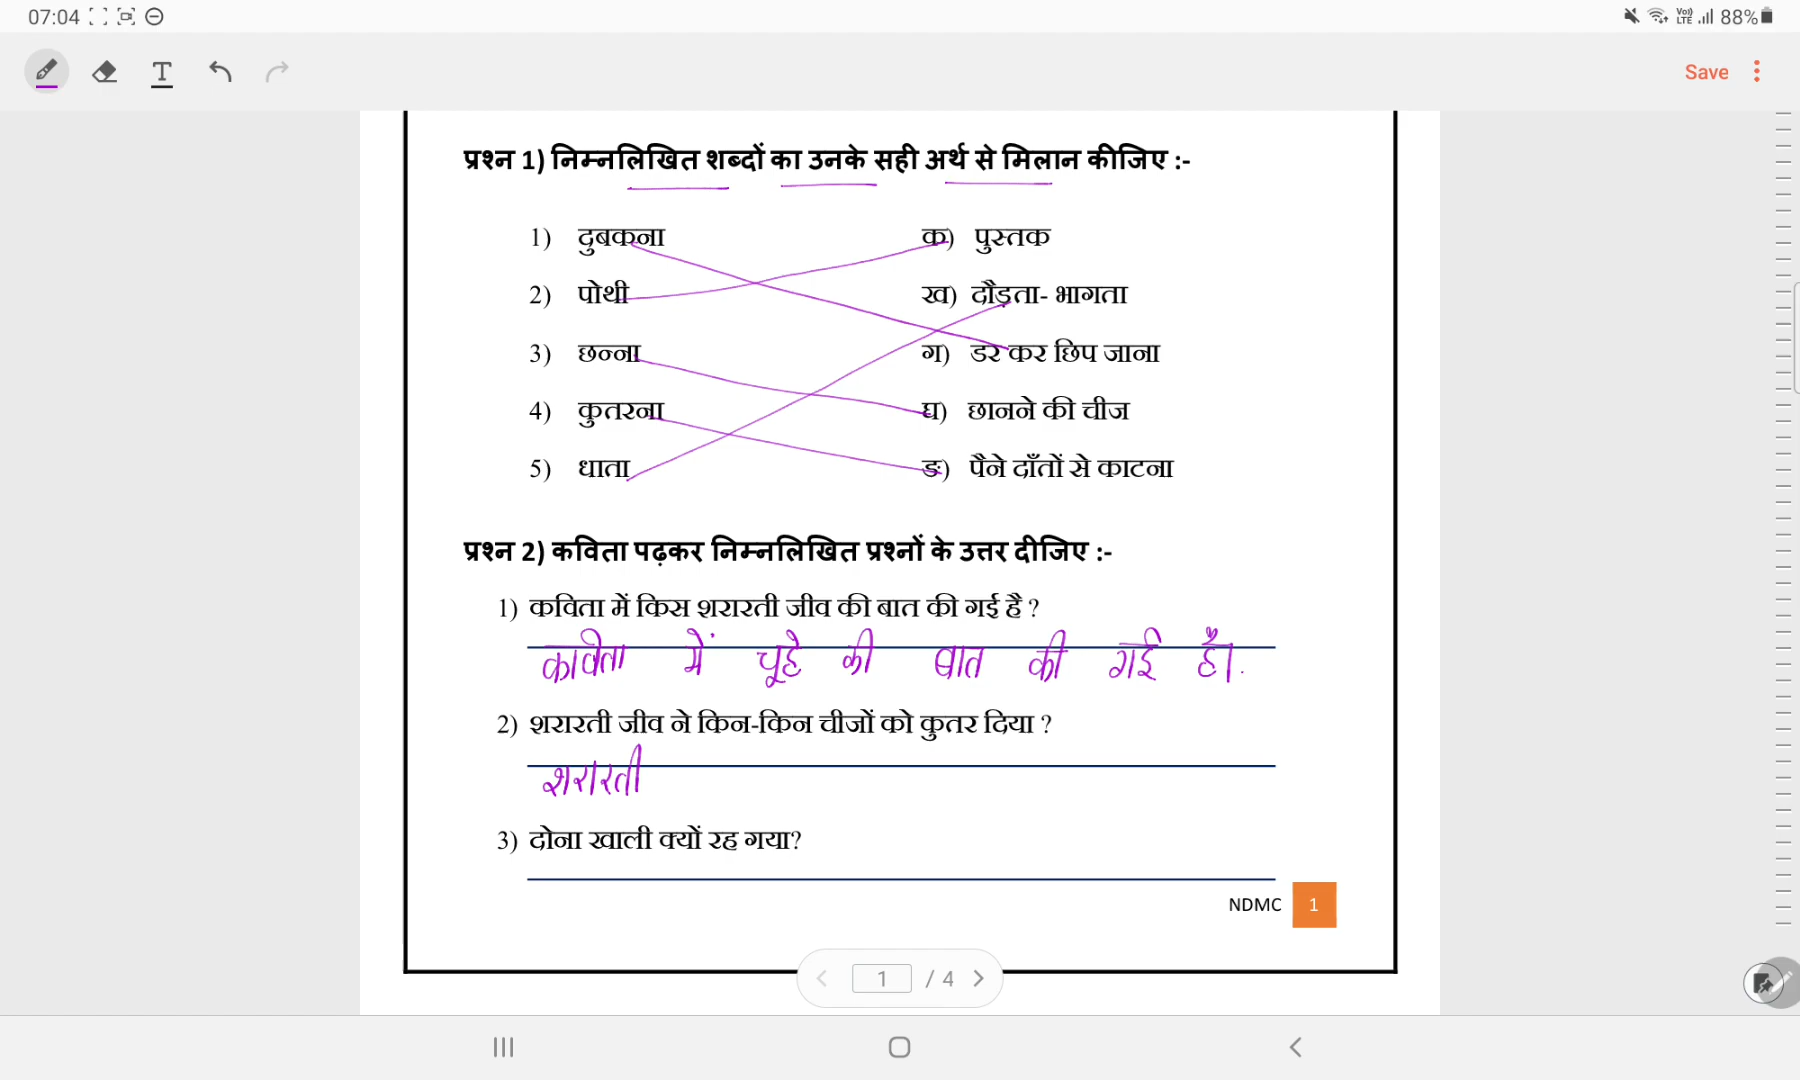 07:04 88%
Save
प्रश्न 1) निम्नलिखित शब्दों का उनके सही अर्थ से मिलान कीजिए :-
1) दुबकना क) पुस्तक
2) पोथी ख) दौड़ता- भागता
3) छन्ना ग) डर कर छिप जाना
4) कुतरना घ) छानने की चीज
5) धाता ङ) पैने दाँतों से काटना
प्रश्न 2) कविता पढ़कर निम्नलिखित प्रश्नों के उत्तर दीजिए :-
1) कविता में किस शरारती जीव की बात की गई है ?
कविता में चूहे की बात की गई है।
2) शरारती जीव ने किन-किन चीजों को कुतर दिया ?
शरारती
3) दोना खाली क्यों रह गया?
NDMC 1
1 / 4